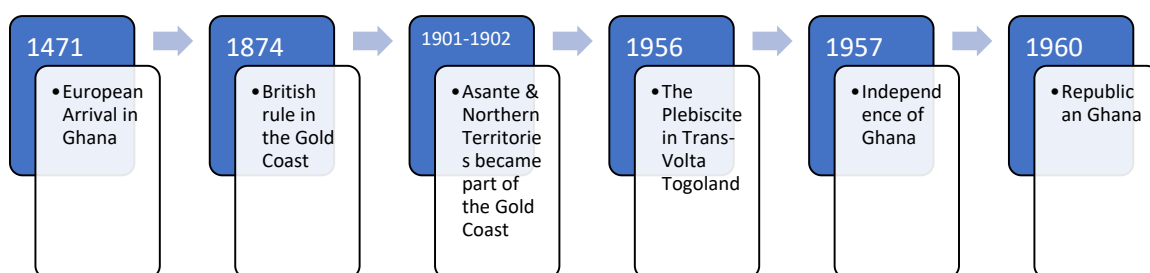 1471
• European
Arrival in
Ghana
1874
• British
rule in
the Gold
Coast
1901-1902
• Asante &
Northern
Territorie
s became
part of
the Gold
Coast
1956
• The
Plebiscite
in Trans-
Volta
Togoland
1957
• Independ
ence of
Ghana
1960
• Republic
an Ghana